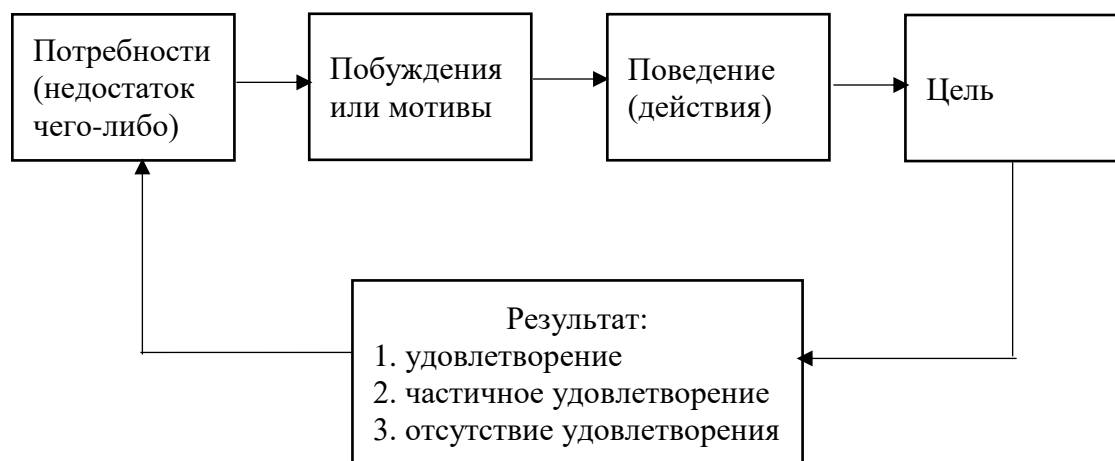 Потребности
(недостаток
чего-либо)
Побуждения
или мотивы
Поведение
(действия)
Цель
Результат:
1. удовлетворение
2. частичное удовлетворение
3. отсутствие удовлетворения